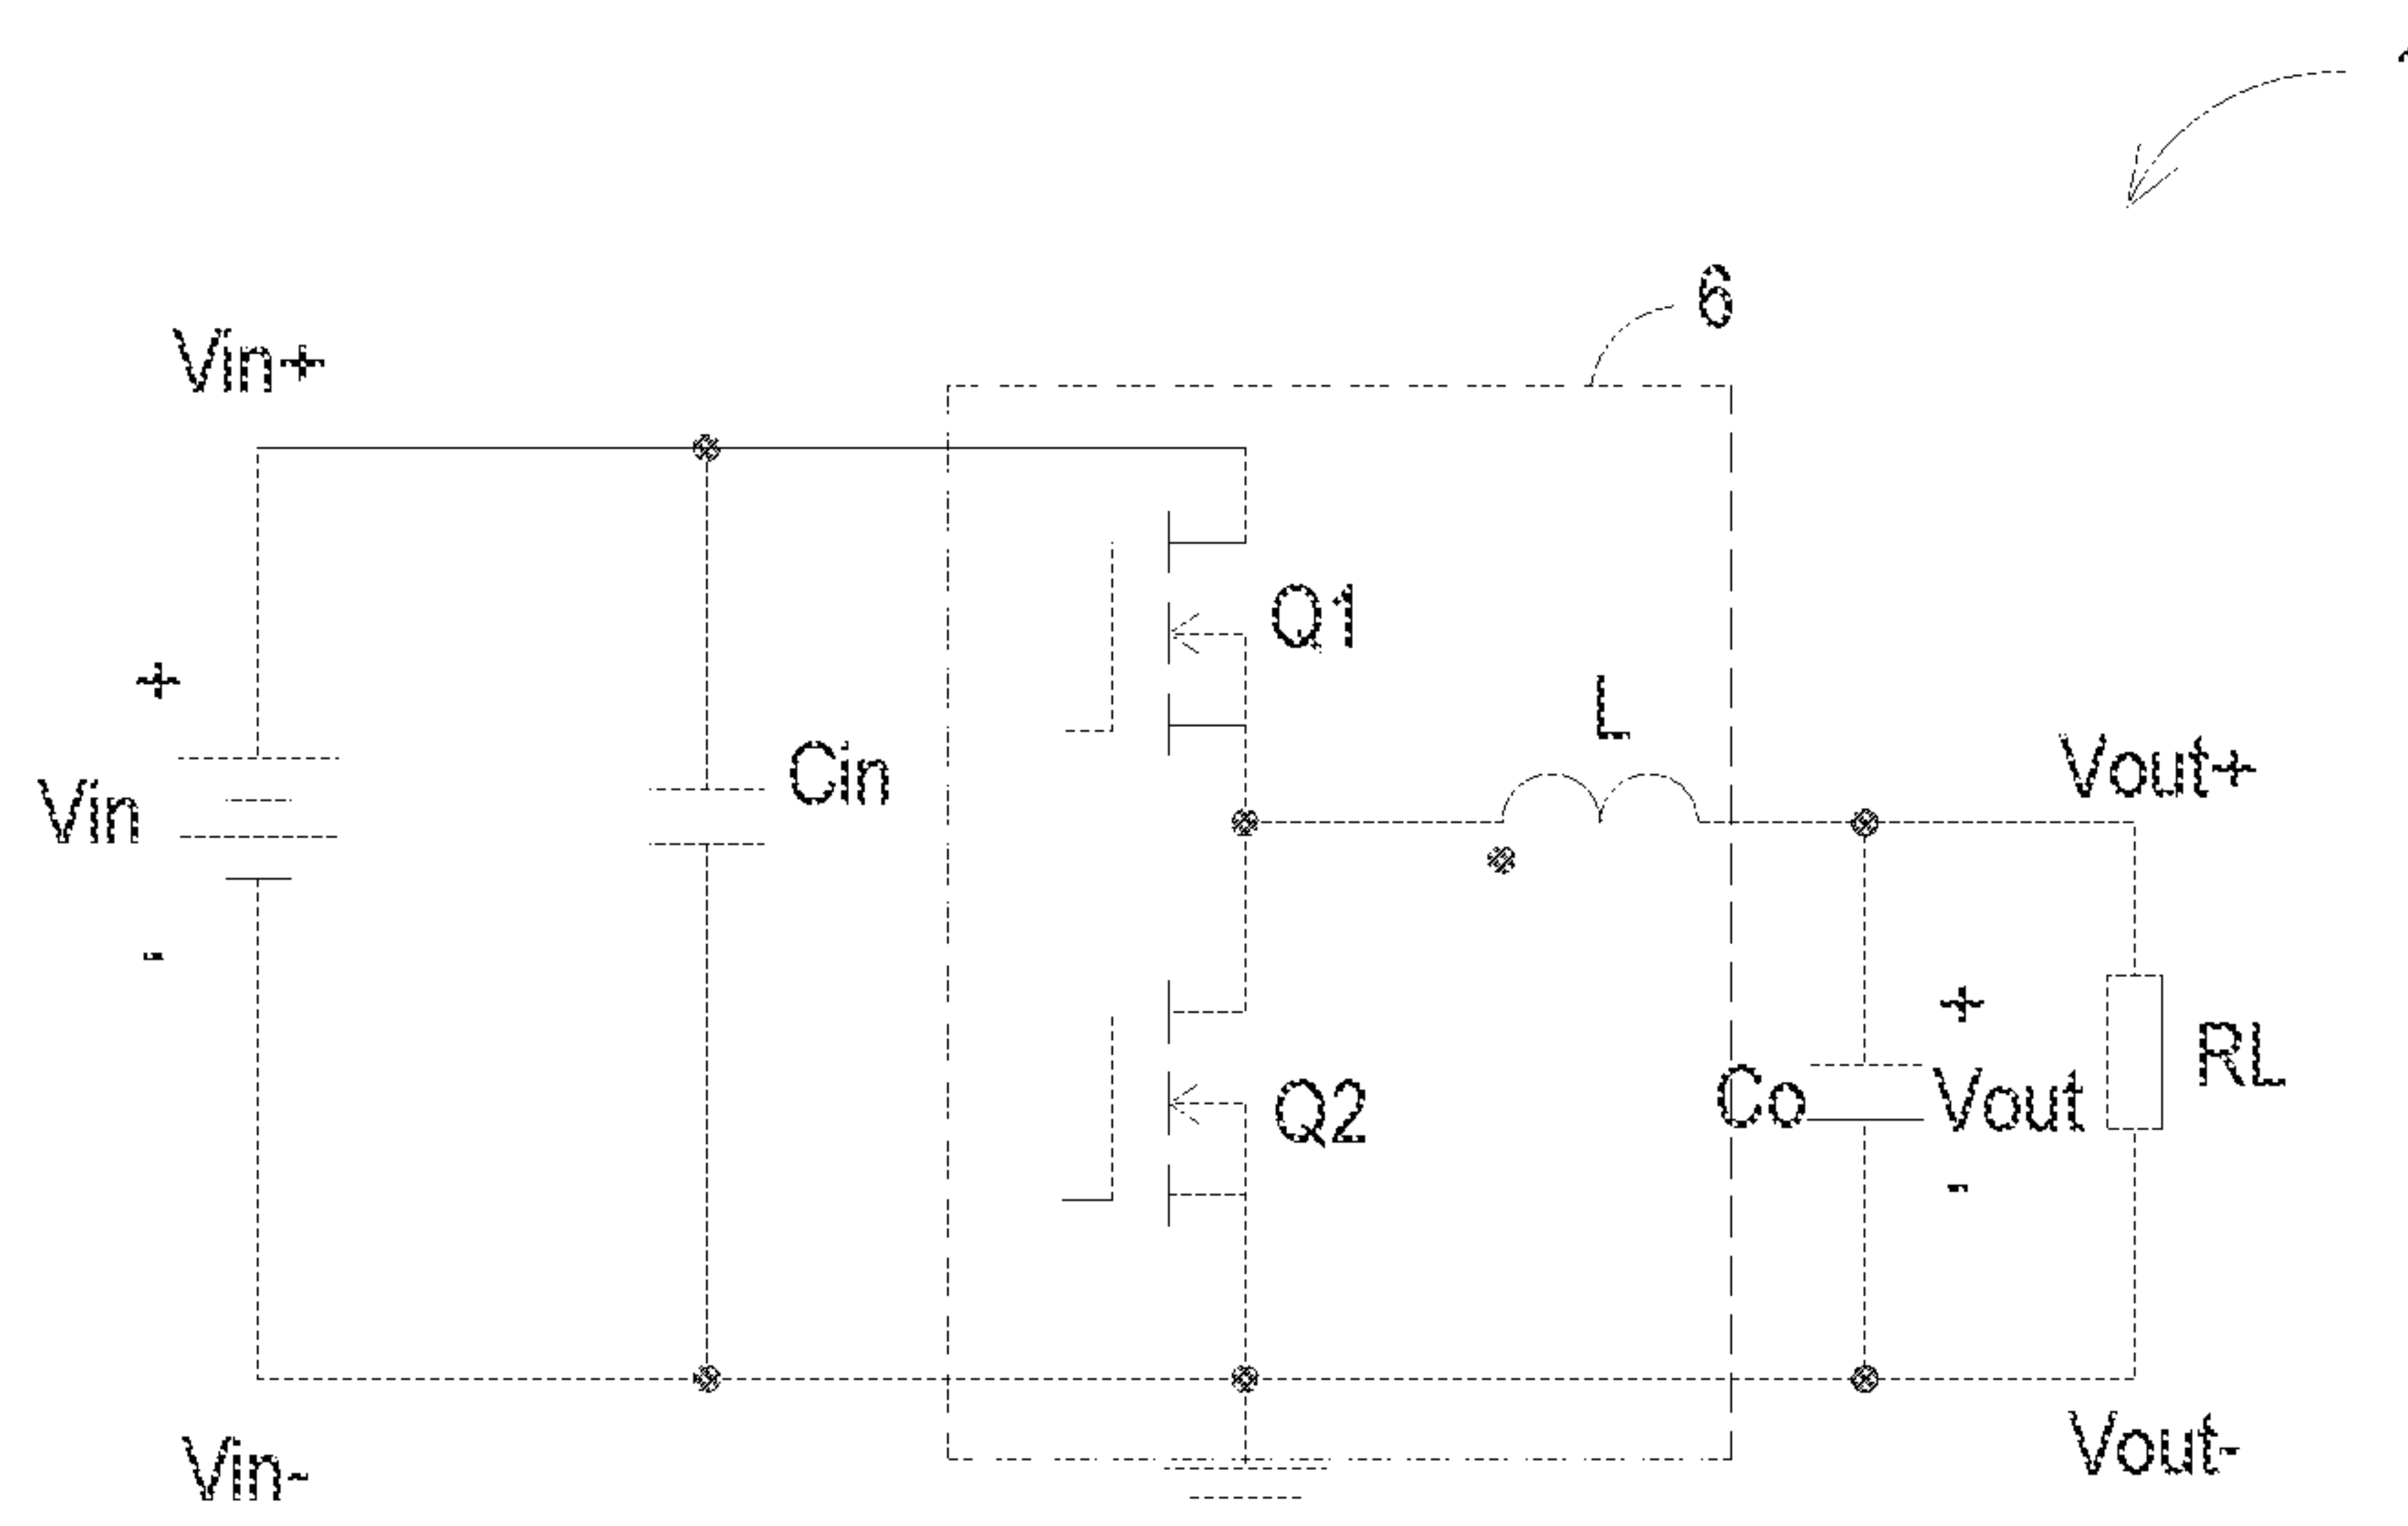 6
Vin+
Q1
+
L
Vin
Cin
Vout+
-
+
RL
Q2
Co
Vout
-
Vin-
Vout-